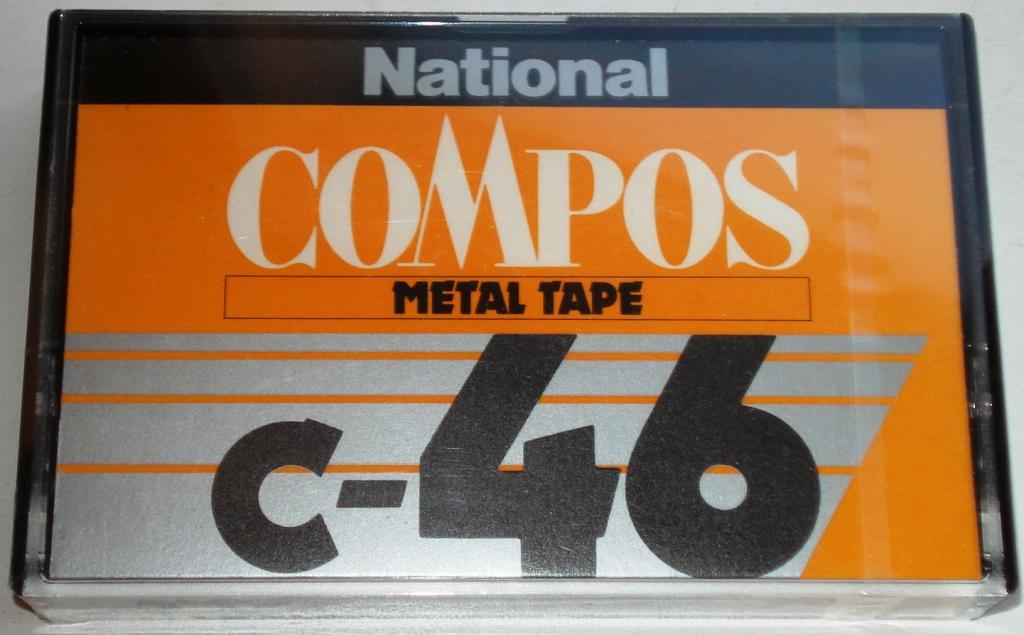 National
COMPOS
METAL TAPE
C-46